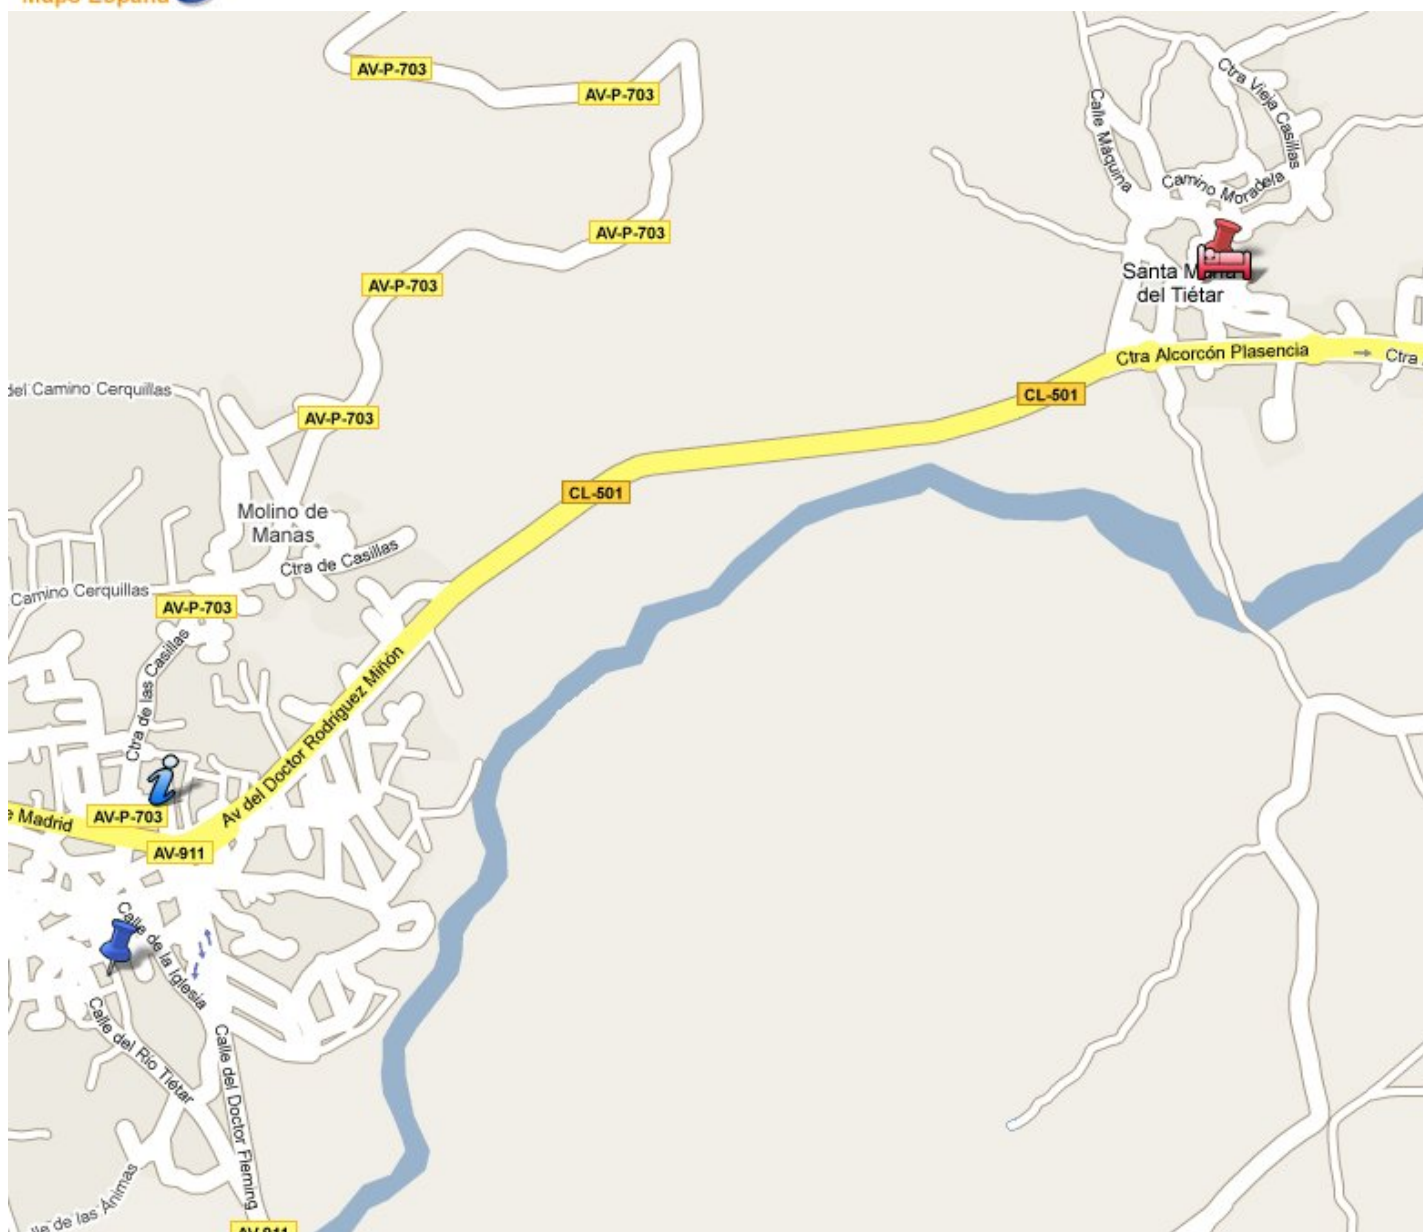 Mapa España
AV-P-703
AV-P-703
Ctra Vieja Casillas
Calle Máquina
Camino Moradela
AV-P-703
AV-P-703
Santa María
del Tiétar
Ctra Alcorcón Plasencia
Ctra
CL-501
del Camino Cerquillas
AV-P-703
CL-501
Molino de
Manas
Ctra de Casillas
Camino Cerquillas
AV-P-703
Ctra de las Casillas
Av del Doctor Rodríguez Miñón
i
AV-P-703
e Madrid
AV-911
Calle de la Iglesia
Calle del Río Tiétar
Calle del Doctor Fleming
lle de las Ánimas
AV-911